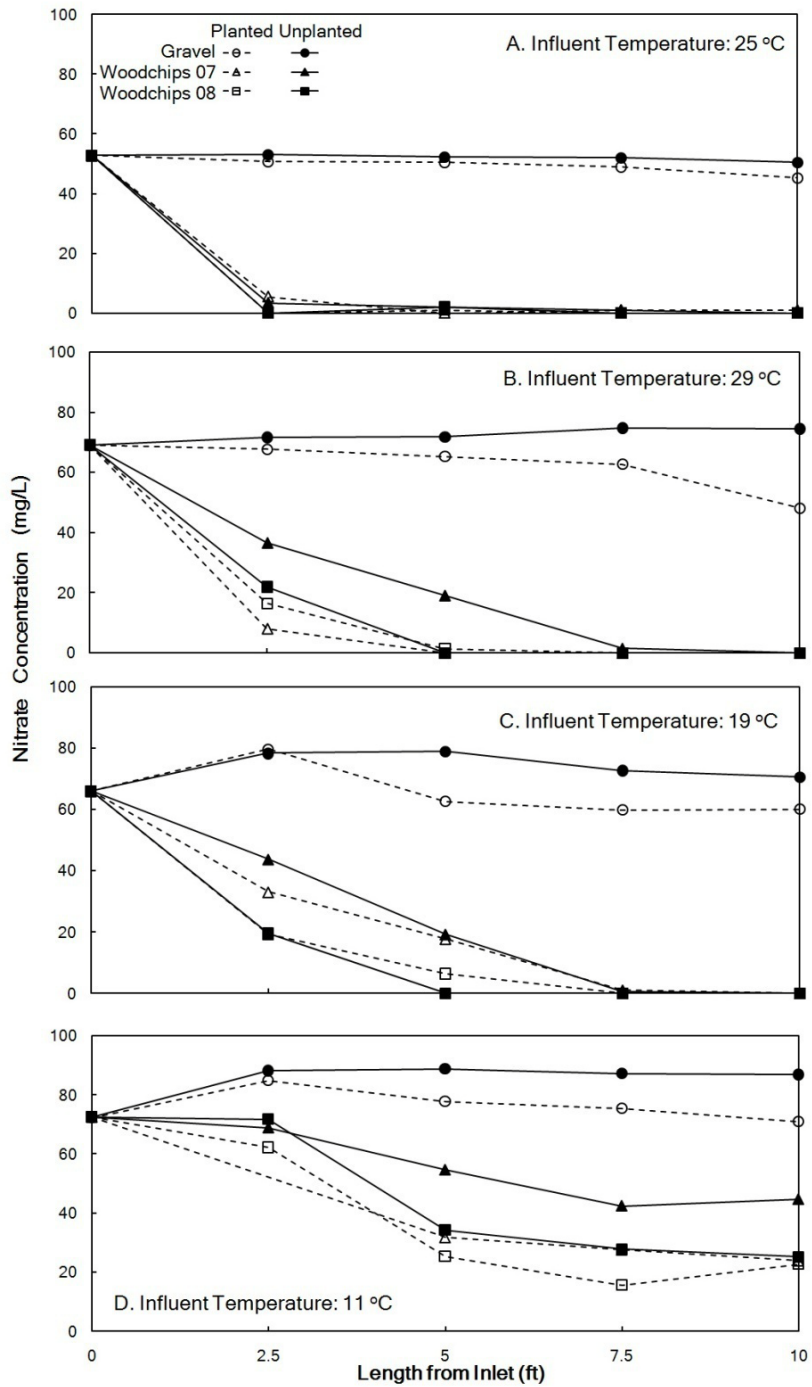 Planted Unplanted
Gravel
Woodchips 07
Woodchips 08
A. Influent Temperature: 25 °C
100
80
60
40
20
0
B. Influent Temperature: 29 °C
100
80
60
40
20
0
Nitrate Concentration (mg/L)
C. Influent Temperature: 19 °C
100
80
60
40
20
0
D. Influent Temperature: 11 °C
100
80
60
40
20
0
0 2.5 5 7.5 10
Length from Inlet (ft)